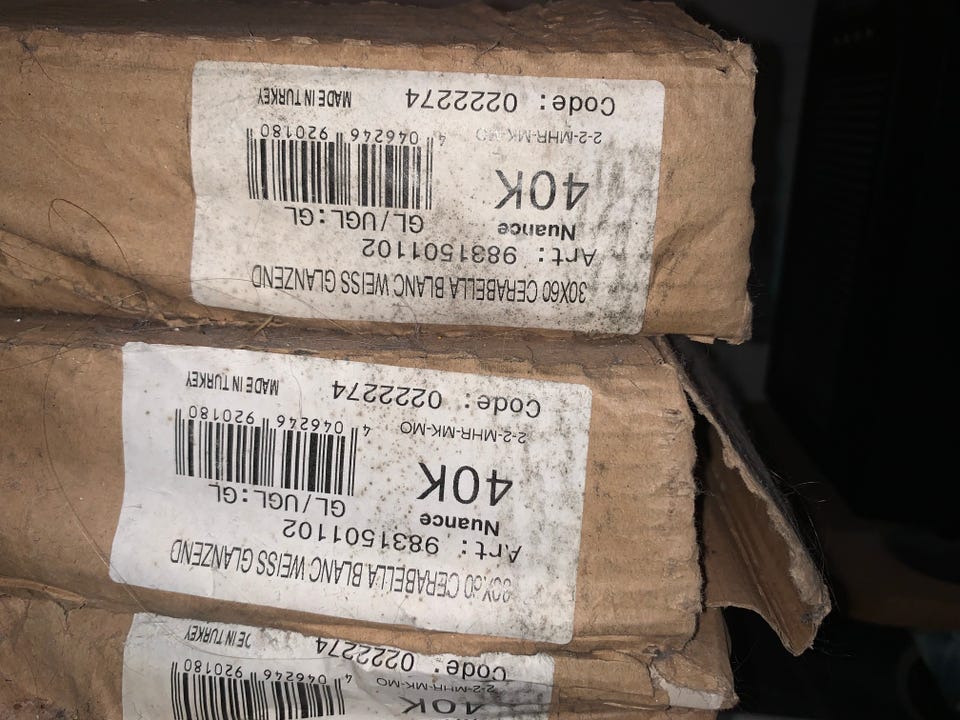 30X60 CERABELLA BLANC WEISS GLANZEND
Art: 9831501102
Nuance GL/UGL:GL
40K
2-2-MHR-MK-MO 4 046246 920180
Code: 0222274 MADE IN TURKEY
30X60 CERABELLA BLANC WEISS GLANZEND
Art: 9831501102
Nuance GL/UGL:GL
40K
2-2-MHR-MK-MO 4 046246 920180
Code: 0222274 MADE IN TURKEY
40K
2-2-MHR-MK-MO 4 046246 920180
Code: 0222274 DE IN TURKEY